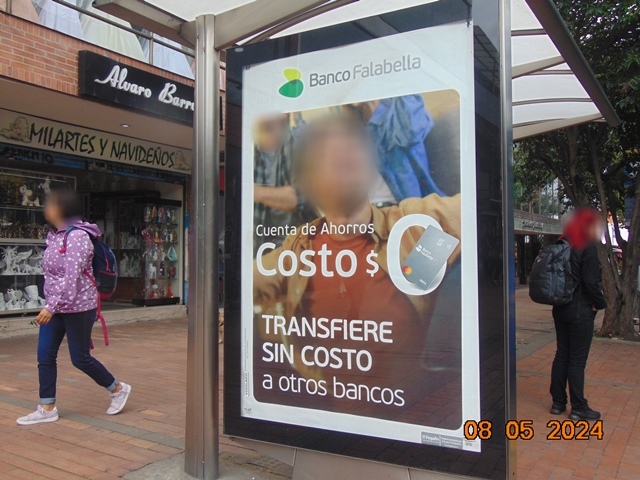 Alvaro Barr
MILARTES Y NAVIDEÑOS
Banco Falabella
Cuenta de Ahorros
Costo $0
TRANSFIERE
SIN COSTO
a otros bancos
08 05 2024